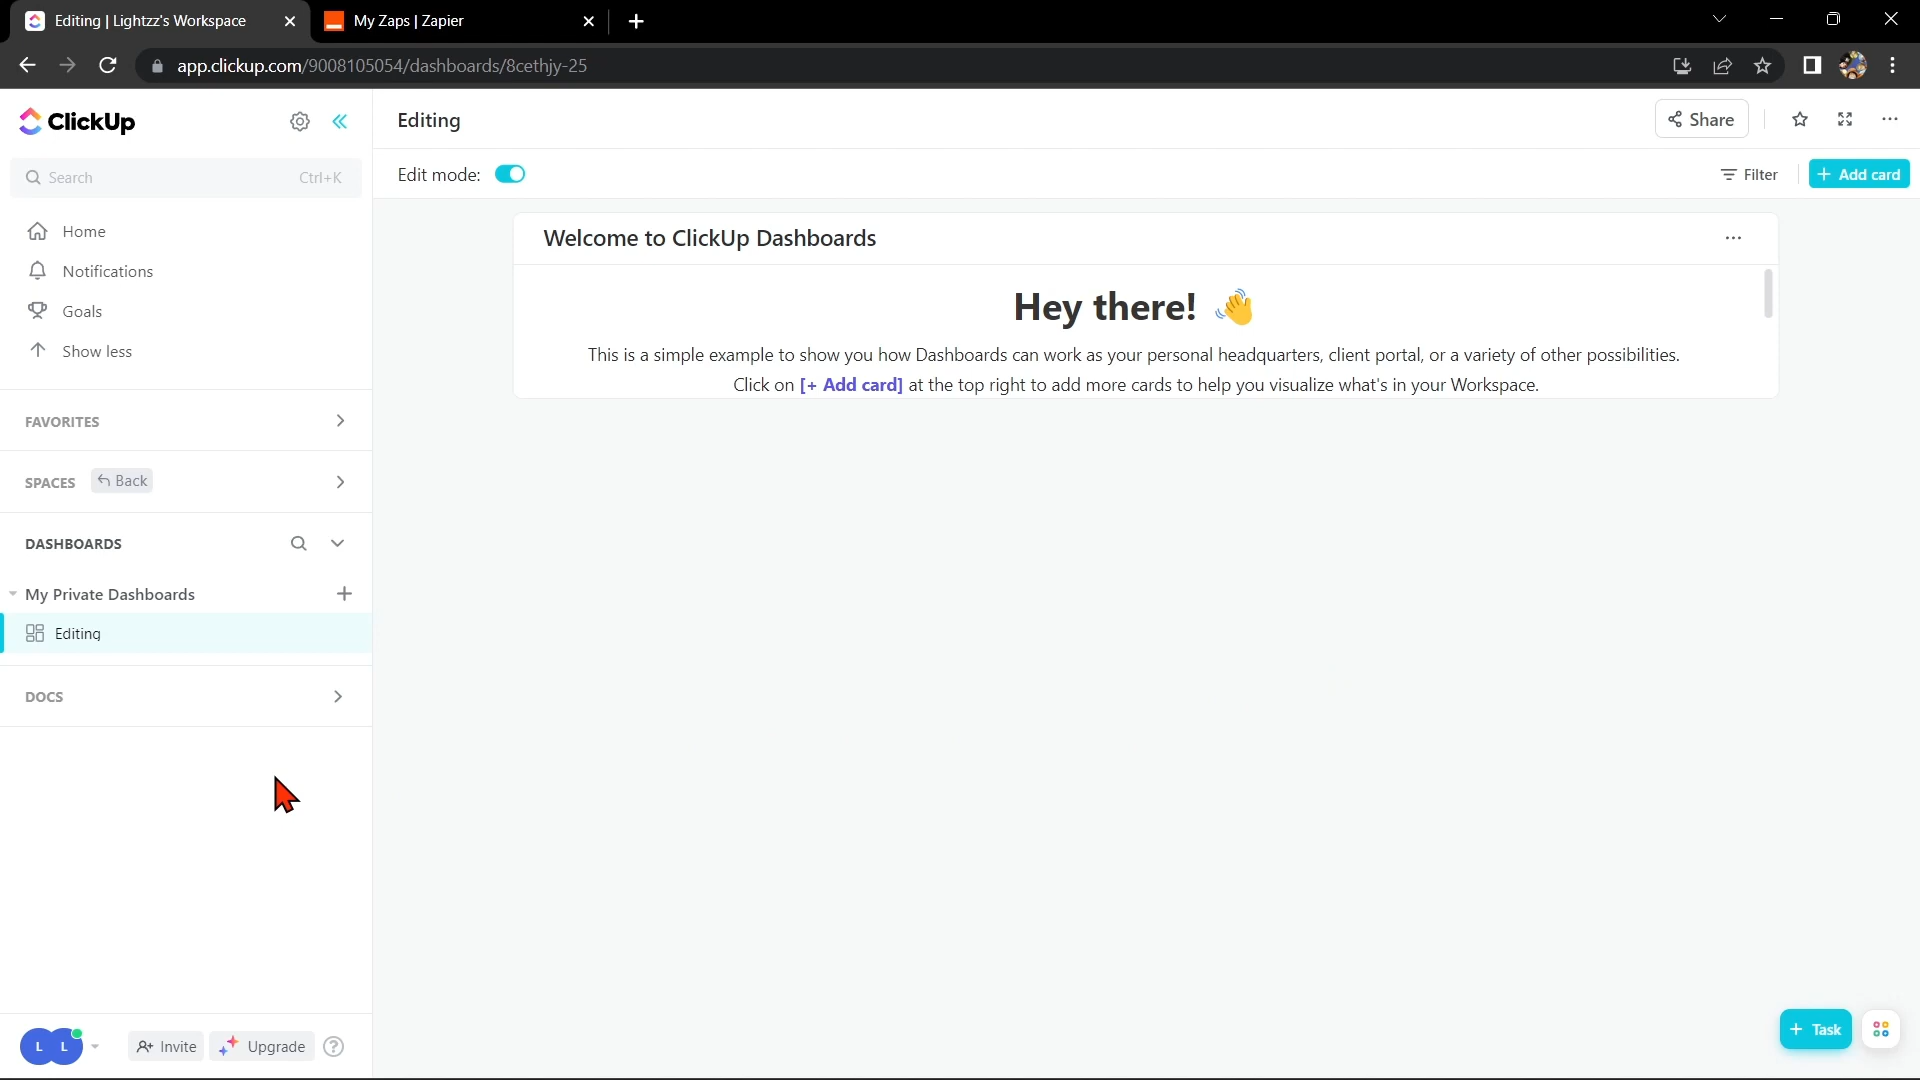 Editing | Lightzz's Workspace
My Zaps | Zapier
app.clickup.com/9008105054/dashboards/8cethjy-25
ClickUp
Search Ctrl+K
Home
Notifications
Goals
Show less
FAVORITES
SPACES Back
DASHBOARDS
My Private Dashboards
Editing
DOCS
L L
Invite
Upgrade
?
Editing
Share
Edit mode:
Filter
+ Add card
Welcome to ClickUp Dashboards
Hey there! 👋
This is a simple example to show you how Dashboards can work as your personal headquarters, client portal, or a variety of other possibilities.
Click on [+ Add card] at the top right to add more cards to help you visualize what's in your Workspace.
+ Task